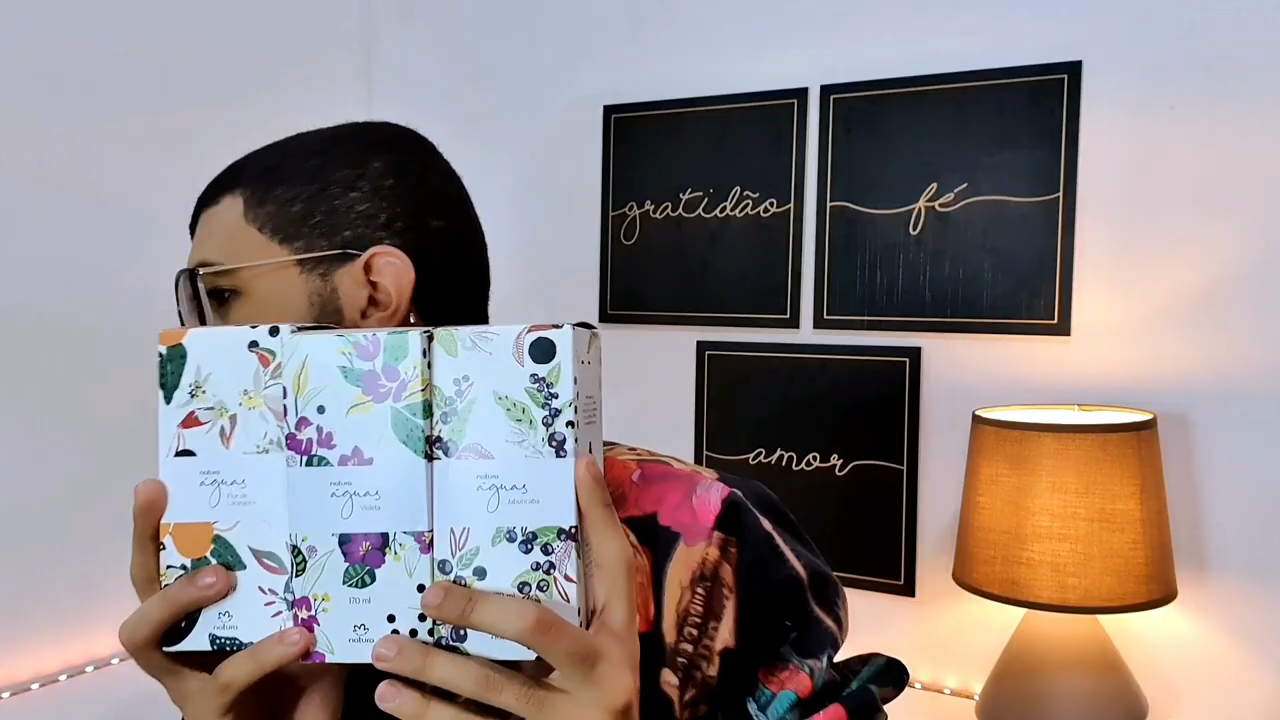 gratidão
fé
amor
natura
águas
Flor de
Laranjeira
natura
águas
Violeta
natura
águas
Jabuticaba
natura
170 ml
natura